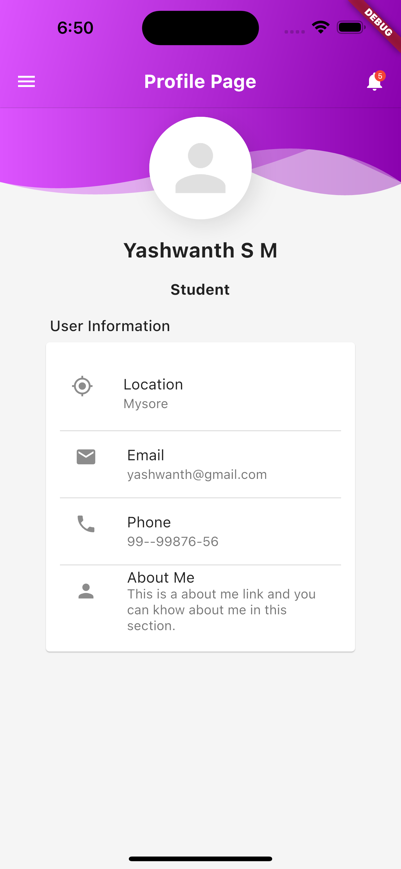 6:50
DEBUG
Profile Page
5
Yashwanth S M
Student
User Information
Location
Mysore
Email
yashwanth@gmail.com
Phone
99--99876-56
About Me
This is a about me link and you
can khow about me in this
section.